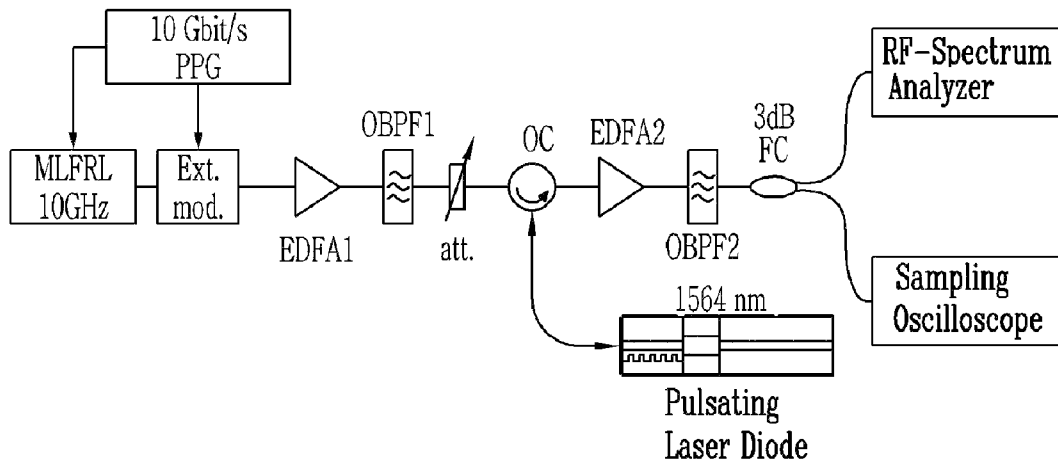 10 Gbit/s
PPG
MLFRL
10GHz
Ext.
mod.
EDFA1
OBPF1
att.
OC
EDFA2
OBPF2
3dB
FC
RF-Spectrum
Analyzer
Sampling
Oscilloscope
1564 nm
Pulsating
Laser Diode